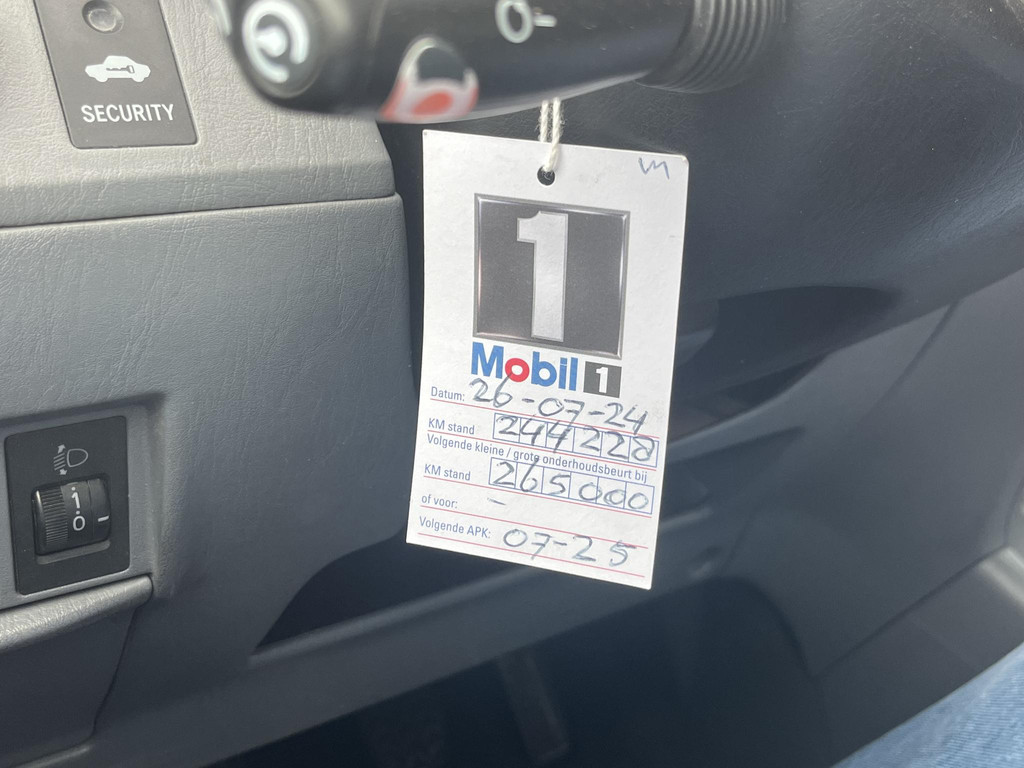 SECURITY
1
Mobil 1
Datum: 26-07-24
KM stand 244228
Volgende kleine / grote onderhoudsbeurt bij
KM stand 265000
of voor: -
Volgende APK: 07-25
1
0